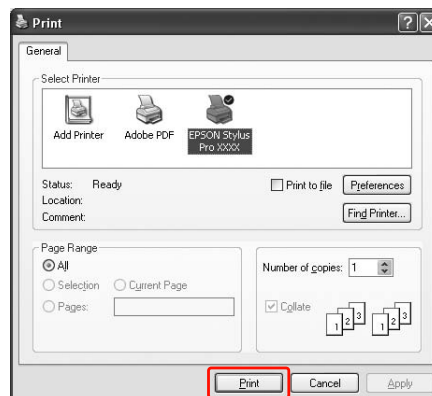 Print
General
Select Printer
Add Printer
Adobe PDF
EPSON Stylus
Pro XXXX
Status: Ready
Location:
Comment:
Print to file
Preferences
Find Printer...
Page Range
All
Selection
Current Page
Pages:
Number of copies: 1
Collate
1 2 3
1 2 3
Print
Cancel
Apply